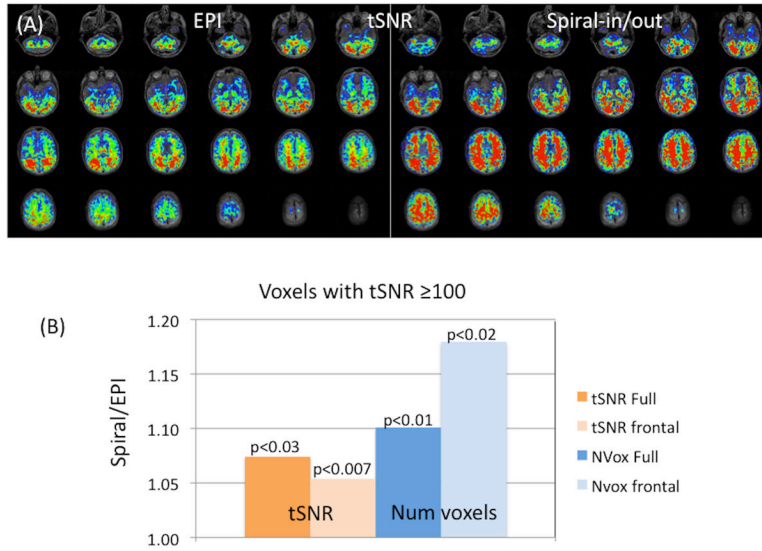 (A) EPI tSNR Spiral-in/out
Voxels with tSNR ≥100
(B)
Spiral/EPI
1.20
1.15
1.10
1.05
1.00
p<0.03
p<0.007
p<0.01
p<0.02
tSNR
Num voxels
tSNR Full
tSNR frontal
NVox Full
Nvox frontal